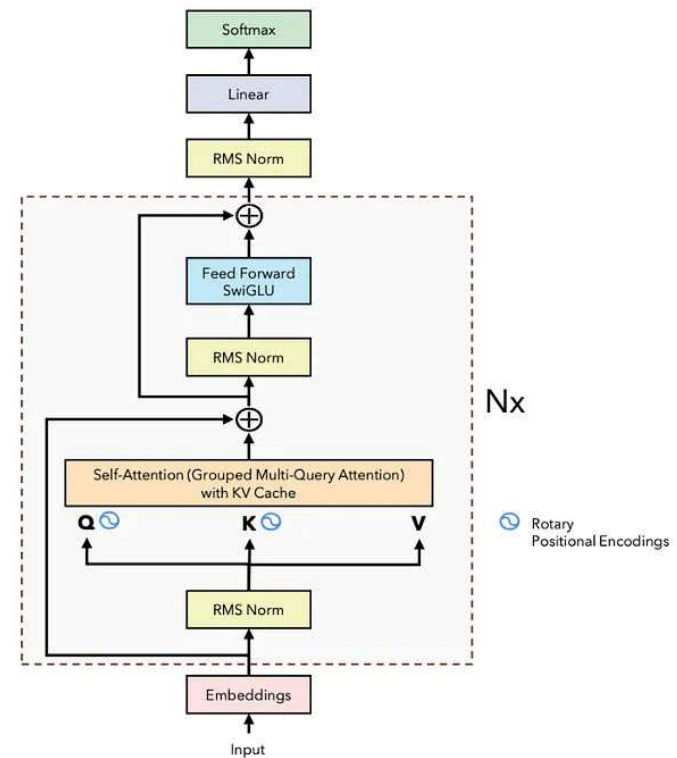 Softmax
Linear
RMS Norm
Feed Forward
SwiGLU
RMS Norm
Nx
Self-Attention (Grouped Multi-Query Attention)
with KV Cache
Q K V
Rotary
Positional Encodings
RMS Norm
Embeddings
Input